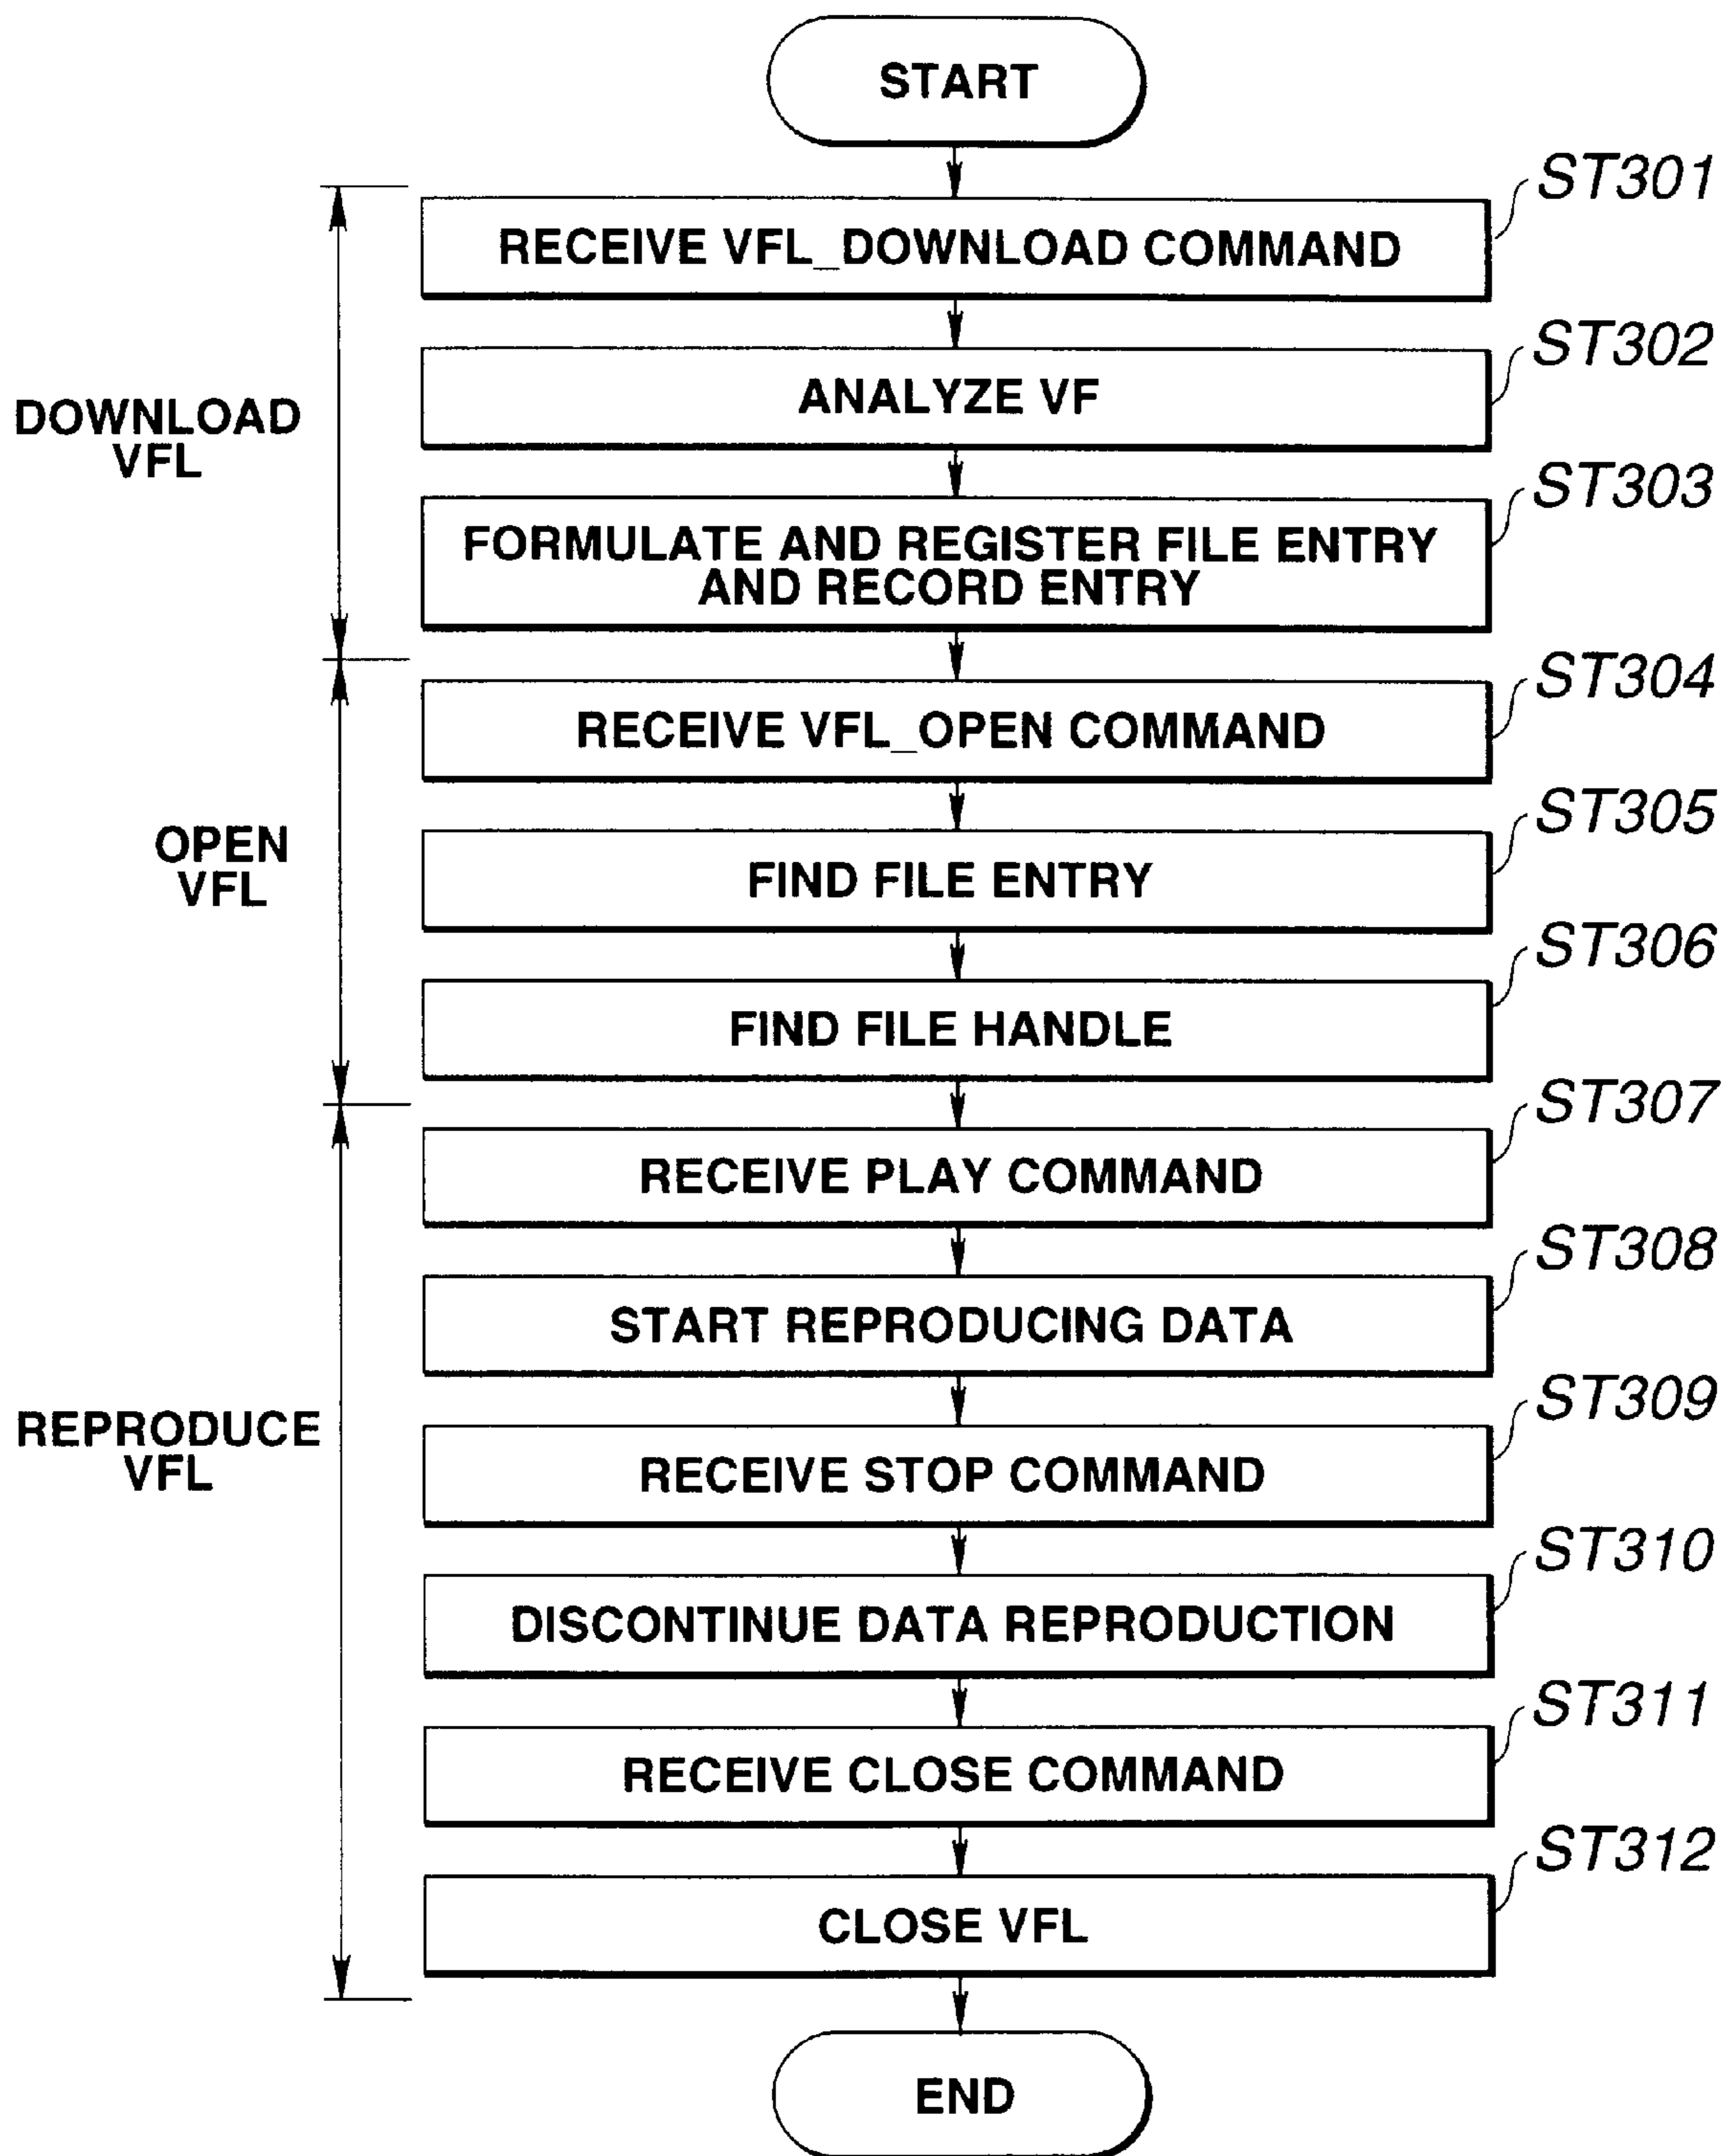 START
ST301
RECEIVE VFL_DOWNLOAD COMMAND
ST302
ANALYZE VF
DOWNLOAD
VFL
ST303
FORMULATE AND REGISTER FILE ENTRY
AND RECORD ENTRY
ST304
RECEIVE VFL_OPEN COMMAND
ST305
OPEN
VFL
FIND FILE ENTRY
ST306
FIND FILE HANDLE
ST307
RECEIVE PLAY COMMAND
ST308
START REPRODUCING DATA
ST309
REPRODUCE
VFL
RECEIVE STOP COMMAND
ST310
DISCONTINUE DATA REPRODUCTION
ST311
RECEIVE CLOSE COMMAND
ST312
CLOSE VFL
END